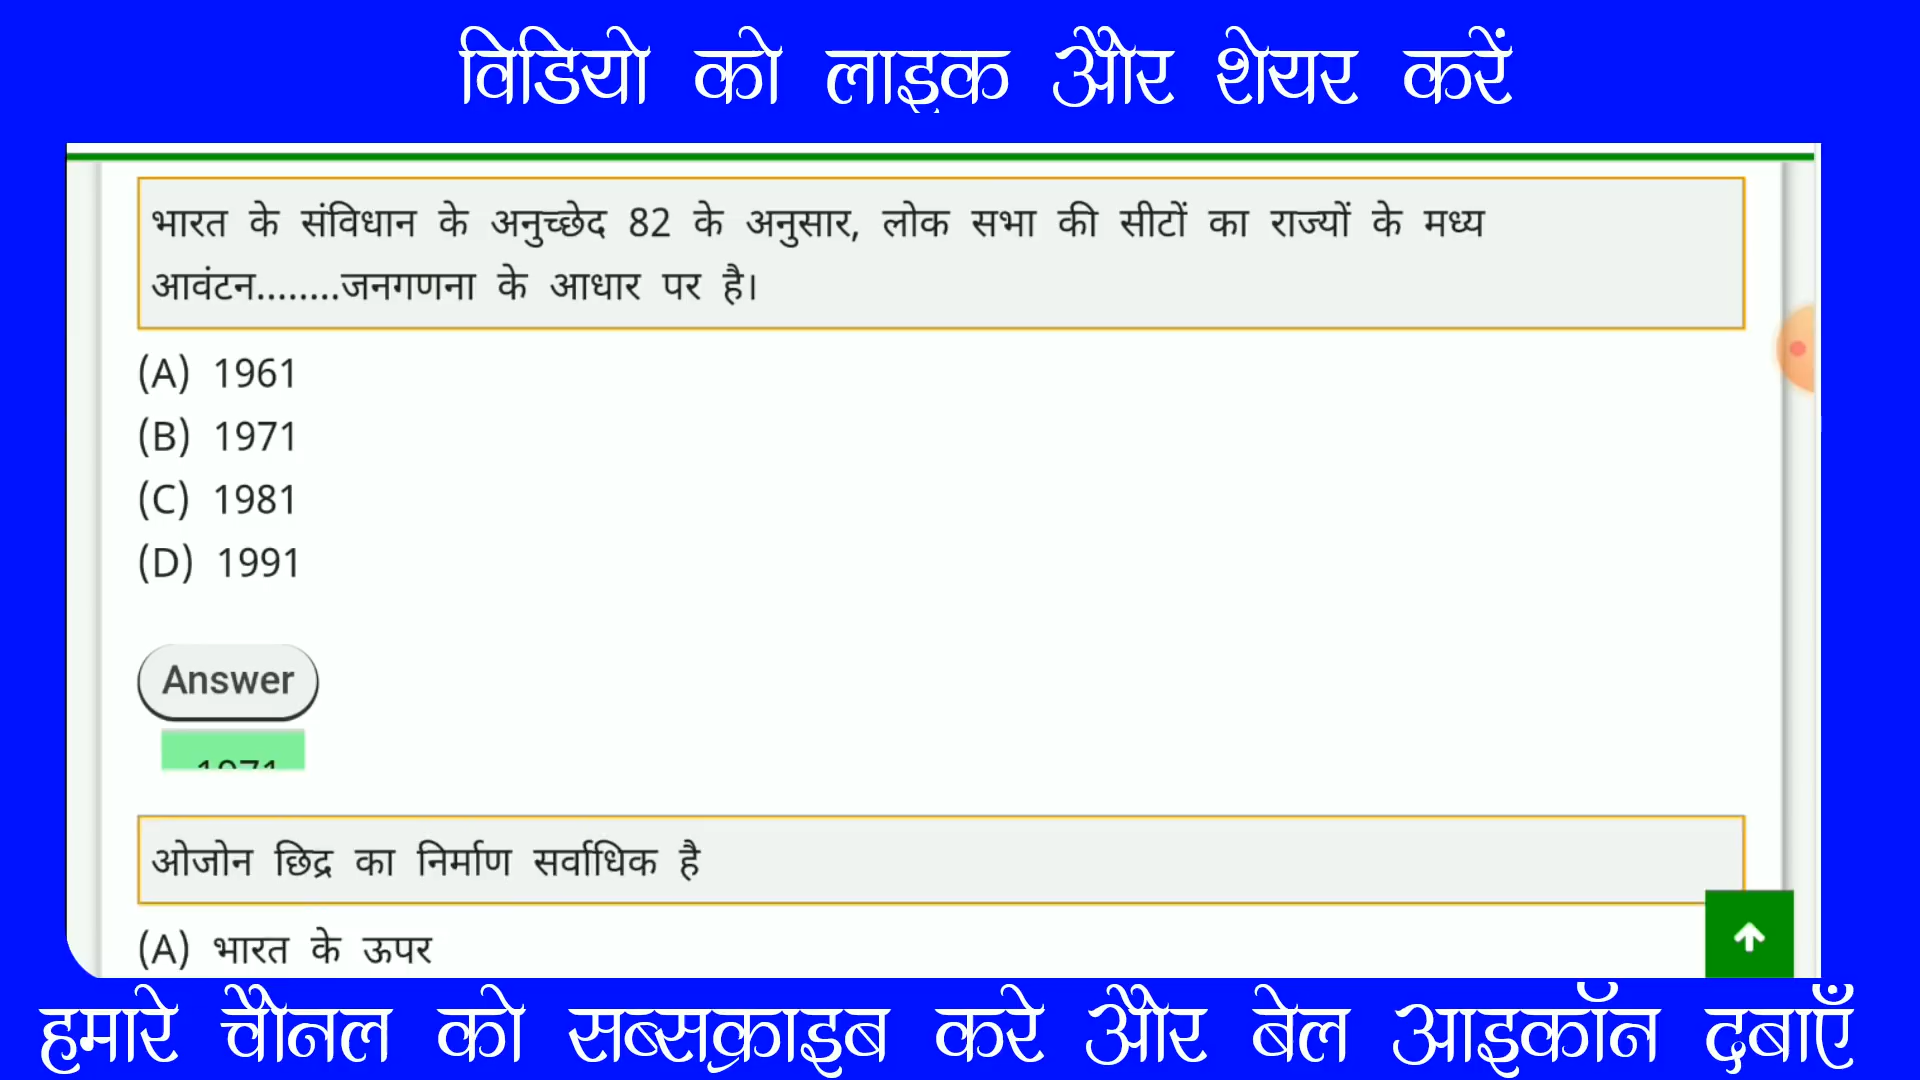 विडियो को लाइक और शेयर करें
भारत के संविधान के अनुच्छेद 82 के अनुसार, लोक सभा की सीटों का राज्यों के मध्य
आवंटन........जनगणना के आधार पर है।
(A) 1961
(B) 1971
(C) 1981
(D) 1991
Answer
1971
ओजोन छिद्र का निर्माण सर्वाधिक है
(A) भारत के ऊपर
हमारे चैनल को सब्सक्राइब करे और बेल आइकॉन दबाएँ